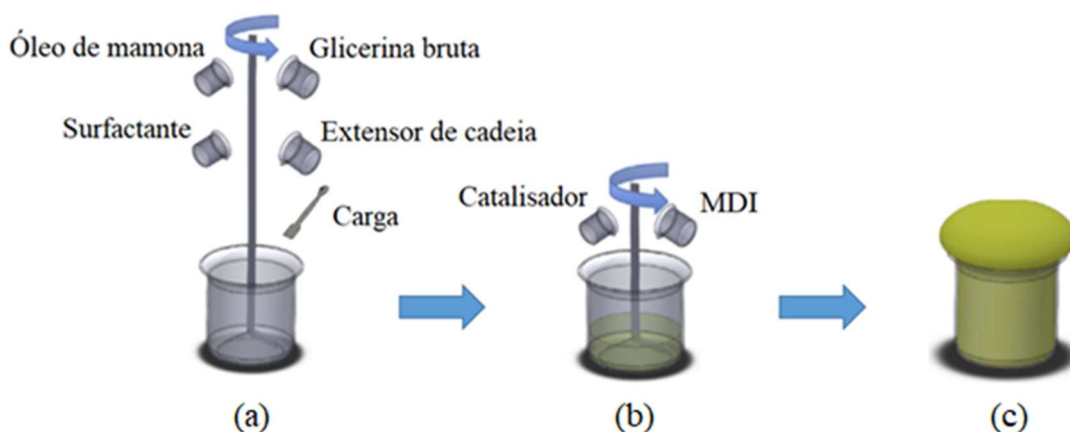 Óleo de mamona
Glicerina bruta
Surfactante
Extensor de cadeia
Carga
Catalisador
MDI
(a)
(b)
(c)